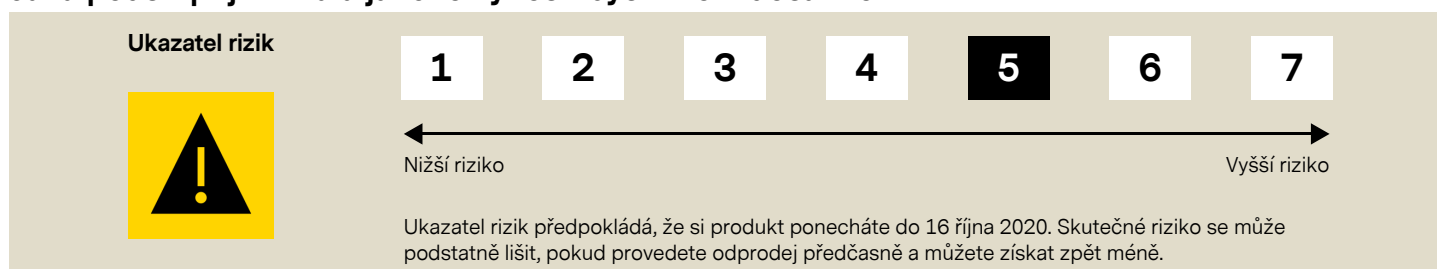 Ukazatel rizik
1 2 3 4 5 6 7
Nižší riziko Vyšší riziko
Ukazatel rizik předpokládá, že si produkt ponecháte do 16 října 2020. Skutečné riziko se může
podstatně lišit, pokud provedete odprodej předčasně a můžete získat zpět méně.